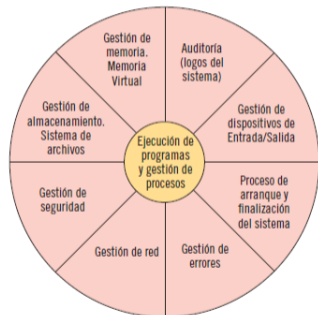 Gestión de
memoria.
Memoria
Virtual
Auditoría
(logos del
sistema)
Gestión de
almacenamiento.
Sistema de
archivos
Gestión de
dispositivos de
Entrada/Salida
Ejecución de
programas
y gestión de
procesos
Gestión de
seguridad
Proceso de
arranque y
finalización
del sistema
Gestión de red
Gestión de
errores